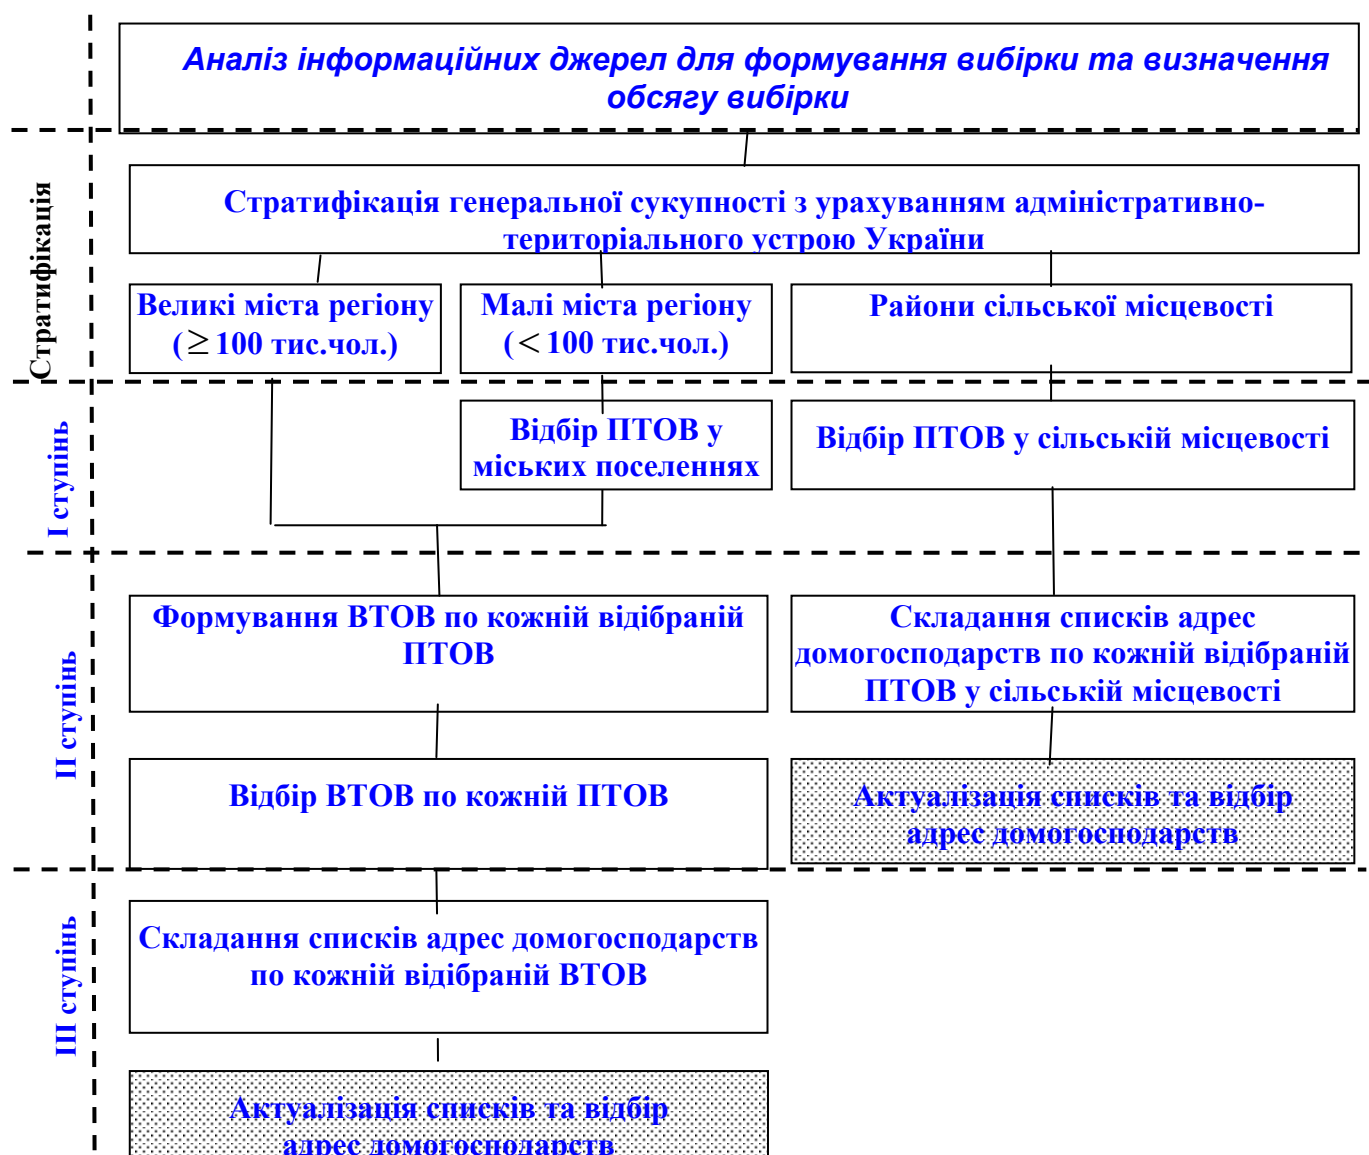 Аналіз інформаційних джерел для формування вибірки та визначення
обсягу вибірки
Стратифікація
Стратифікація генеральної сукупності з урахуванням адміністративно-
територіального устрою України
Великі міста регіону
(≥100 тис.чол.)
Малі міста регіону
(<100 тис.чол.)
Райони сільської місцевості
І ступінь
Відбір ПТОВ у
міських поселеннях
Відбір ПТОВ у сільській місцевості
ІІ ступінь
Формування ВТОВ по кожній відібраній
ПТОВ
Складання списків адрес
домогосподарств по кожній відібраній
ПТОВ у сільській місцевості
Відбір ВТОВ по кожній ПТОВ
Актуалізація списків та відбір
адрес домогосподарств
ІІІ ступінь
Складання списків адрес домогосподарств
по кожній відібраній ВТОВ
Актуалізація списків та відбір
адрес домогосподарств